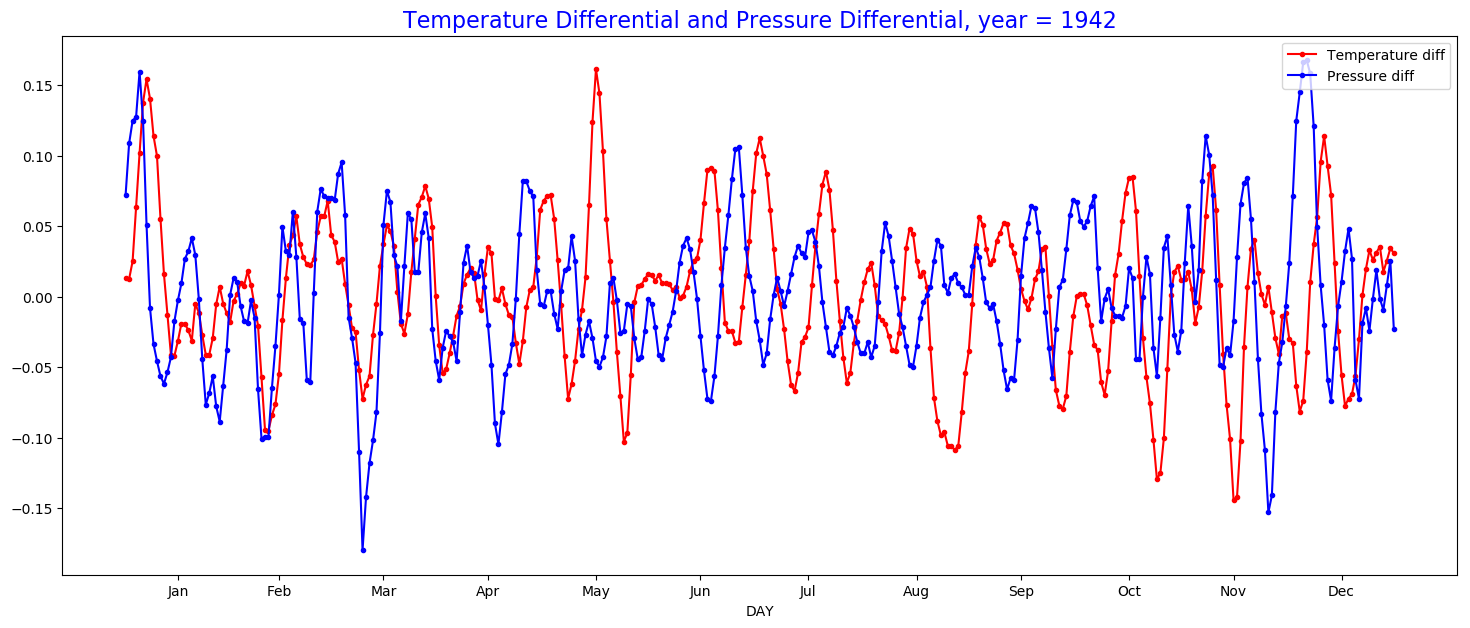 Temperature Differential and Pressure Differential, year = 1942
Temperature diff
Pressure diff
0.15
0.10
0.05
0.00
−0.05
−0.10
−0.15
Jan Feb Mar Apr May Jun Jul Aug Sep Oct Nov Dec
DAY